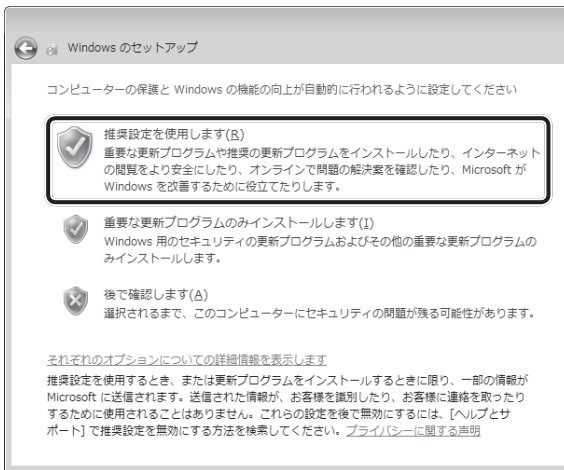 Windows のセットアップ
コンピューターの保護と Windows の機能の向上が自動的に行われるように設定してください
推奨設定を使用します(R)
重要な更新プログラムや推奨の更新プログラムをインストールしたり、インターネット
の閲覧をより安全にしたり、オンラインで問題の解決案を確認したり、Microsoft が
Windows を改善するために役立てたりします。
重要な更新プログラムのみインストールします(I)
Windows 用のセキュリティの更新プログラムおよびその他の重要な更新プログラムの
みインストールします。
後で確認します(A)
選択されるまで、このコンピューターにセキュリティの問題が残る可能性があります。
それぞれのオプションについての詳細情報を表示します
推奨設定を使用するとき、または更新プログラムをインストールするときに限り、一部の情報が
Microsoft に送信されます。送信された情報が、お客様を識別したり、お客様に連絡を取ったり
するために使用されることはありません。これらの設定を後で無効にするには、[ヘルプとサ
ポート] で推奨設定を無効にする方法を検索してください。プライバシーに関する声明